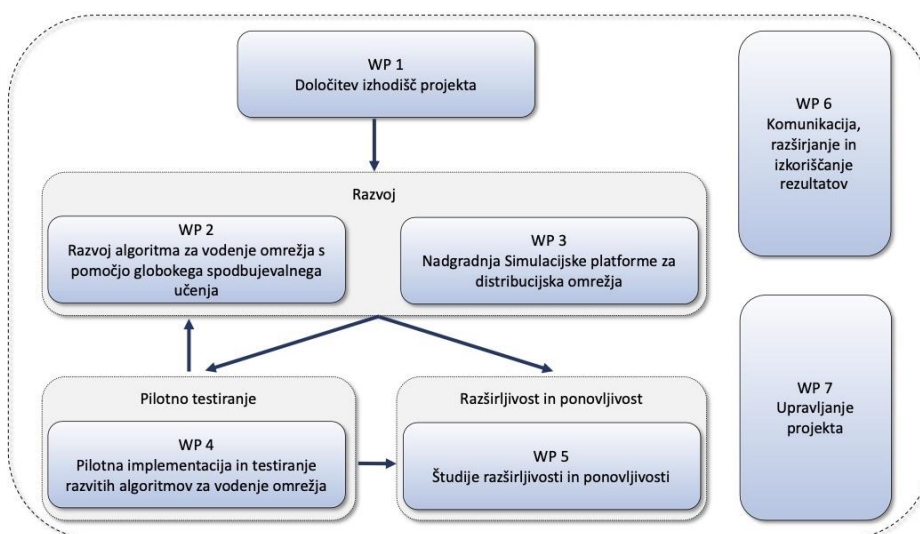 WP 1
Določitev izhodišč projekta
Razvoj
WP 2
Razvoj algoritma za vodenje omrežja s
pomočjo globokega spodbujevalnega
učenja
WP 3
Nadgradnja Simulacijske platforme za
distribucijska omrežja
Pilotno testiranje
WP 4
Pilotna implementacija in testiranje
razvitih algoritmov za vodenje omrežja
Razširljivost in ponovljivost
WP 5
Študije razširljivosti in ponovljivosti
WP 6
Komunikacija,
razširjanje in
izkoriščanje
rezultatov
WP 7
Upravljanje
projekta